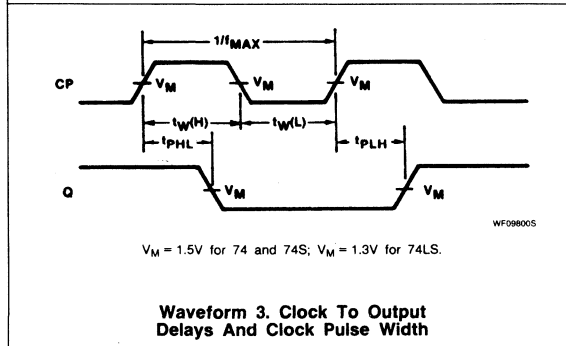 1/fMAX
CP
VM
VM
VM
tW(H)
tW(L)
tPHL
tPLH
Q
VM
VM
WF09800S
VM = 1.5V for 74 and 74S; VM = 1.3V for 74LS.
Waveform 3. Clock To Output
Delays And Clock Pulse Width